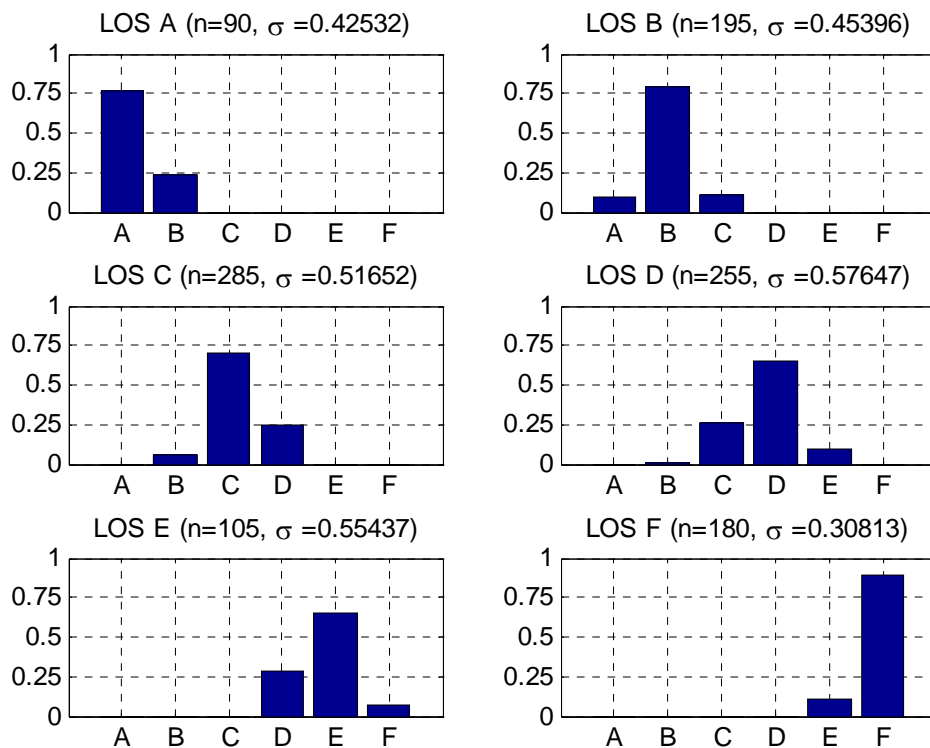 LOS A (n=90, σ =0.42532)
1
0.75
0.5
0.25
0
A B C D E F
LOS B (n=195, σ =0.45396)
1
0.75
0.5
0.25
0
A B C D E F
LOS C (n=285, σ =0.51652)
1
0.75
0.5
0.25
0
A B C D E F
LOS D (n=255, σ =0.57647)
1
0.75
0.5
0.25
0
A B C D E F
LOS E (n=105, σ =0.55437)
1
0.75
0.5
0.25
0
A B C D E F
LOS F (n=180, σ =0.30813)
1
0.75
0.5
0.25
0
A B C D E F